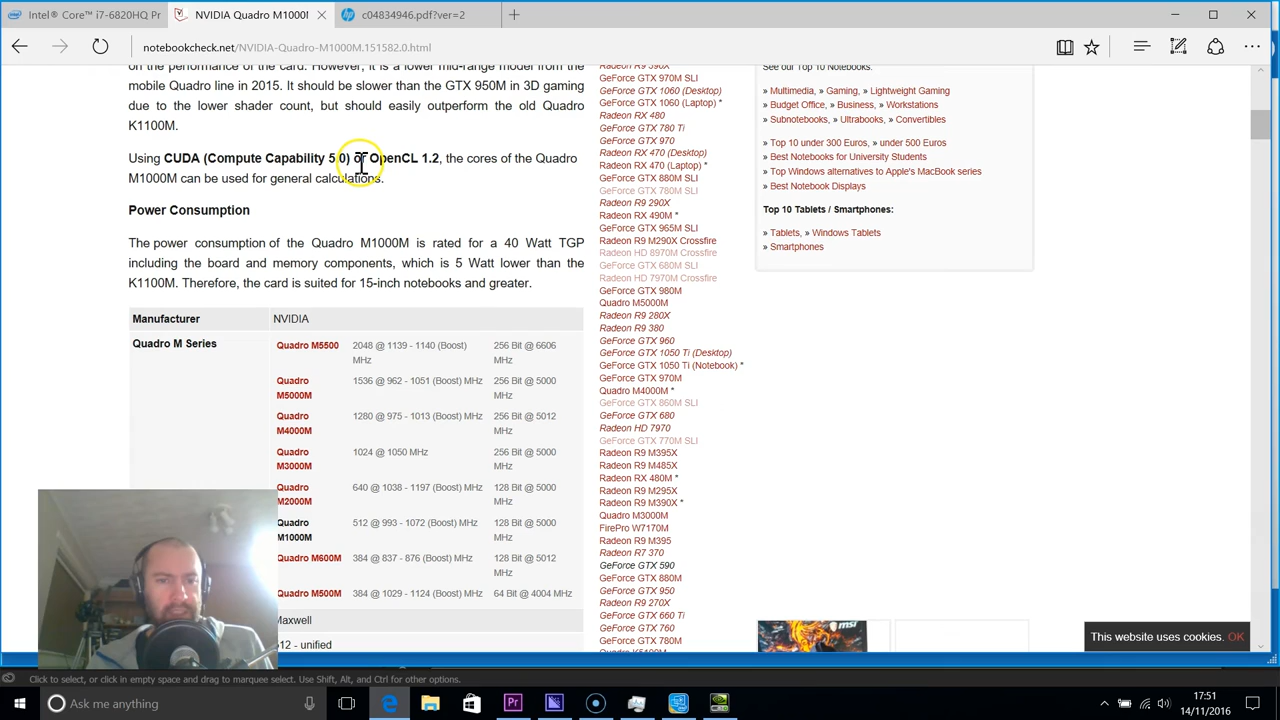 Intel® Core™ i7-6820HQ Pr
NVIDIA Quadro M1000M
c04834946.pdf?ver=2
notebookcheck.net/NVIDIA-Quadro-M1000M.151582.0.html
on the performance of the card. However, it is a lower mid-range model from the
mobile Quadro line in 2015. It should be slower than the GTX 950M in 3D gaming
due to the lower shader count, but should easily outperform the old Quadro
K1100M.
Using CUDA (Compute Capability 5.0) or OpenCL 1.2, the cores of the Quadro
M1000M can be used for general calculations.
Power Consumption
The power consumption of the Quadro M1000M is rated for a 40 Watt TGP
including the board and memory components, which is 5 Watt lower than the
K1100M. Therefore, the card is suited for 15-inch notebooks and greater.
Manufacturer NVIDIA
Quadro M Series
Quadro M5500 2048 @ 1139 - 1140 (Boost) MHz 256 Bit @ 6606 MHz
Quadro M5000M 1536 @ 962 - 1051 (Boost) MHz 256 Bit @ 5000 MHz
Quadro M4000M 1280 @ 975 - 1013 (Boost) MHz 256 Bit @ 5012 MHz
Quadro M3000M 1024 @ 1050 MHz 256 Bit @ 5000 MHz
Quadro M2000M 640 @ 1038 - 1197 (Boost) MHz 128 Bit @ 5000 MHz
Quadro M1000M 512 @ 993 - 1072 (Boost) MHz 128 Bit @ 5000 MHz
Quadro M600M 384 @ 837 - 876 (Boost) MHz 128 Bit @ 5012 MHz
Quadro M500M 384 @ 1029 - 1124 (Boost) MHz 64 Bit @ 4004 MHz
Maxwell
512 - unified
Radeon R9 390X
GeForce GTX 970M SLI
GeForce GTX 1060 (Desktop)
GeForce GTX 1060 (Laptop) *
Radeon RX 480
GeForce GTX 780 Ti
GeForce GTX 970
Radeon RX 470 (Desktop)
Radeon RX 470 (Laptop) *
GeForce GTX 880M SLI
GeForce GTX 780M SLI
Radeon R9 290X
Radeon RX 490M *
GeForce GTX 965M SLI
Radeon R9 M290X Crossfire
Radeon HD 8970M Crossfire
GeForce GTX 680M SLI
Radeon HD 7970M Crossfire
GeForce GTX 980M
Quadro M5000M
Radeon R9 280X
Radeon R9 380
GeForce GTX 960
GeForce GTX 1050 Ti (Desktop)
GeForce GTX 1050 Ti (Notebook) *
GeForce GTX 970M
Quadro M4000M *
GeForce GTX 860M SLI
GeForce GTX 680
Radeon HD 7970
GeForce GTX 770M SLI
Radeon R9 M395X
Radeon R9 M485X
Radeon RX 480M *
Radeon R9 M295X
Radeon R9 M390X *
Quadro M3000M
FirePro W7170M
Radeon R9 M395
Radeon R7 370
GeForce GTX 590
GeForce GTX 880M
GeForce GTX 950
Radeon R9 270X
GeForce GTX 660 Ti
GeForce GTX 760
GeForce GTX 780M
Quadro K5100M
See our Top 10 Notebooks.
» Multimedia, » Gaming, » Lightweight Gaming
» Budget Office, » Business, » Workstations
» Subnotebooks, » Ultrabooks, » Convertibles
» Top 10 under 300 Euros, » under 500 Euros
» Best Notebooks for University Students
» Top Windows alternatives to Apple's MacBook series
» Best Notebook Displays
Top 10 Tablets / Smartphones:
» Tablets, » Windows Tablets
» Smartphones
msi
This website uses cookies. OK
Click to select, or click in empty space and drag to marquee select. Use Shift, Alt, and Ctrl for other options.
Ask me anything
Pr
17:51
14/11/2016